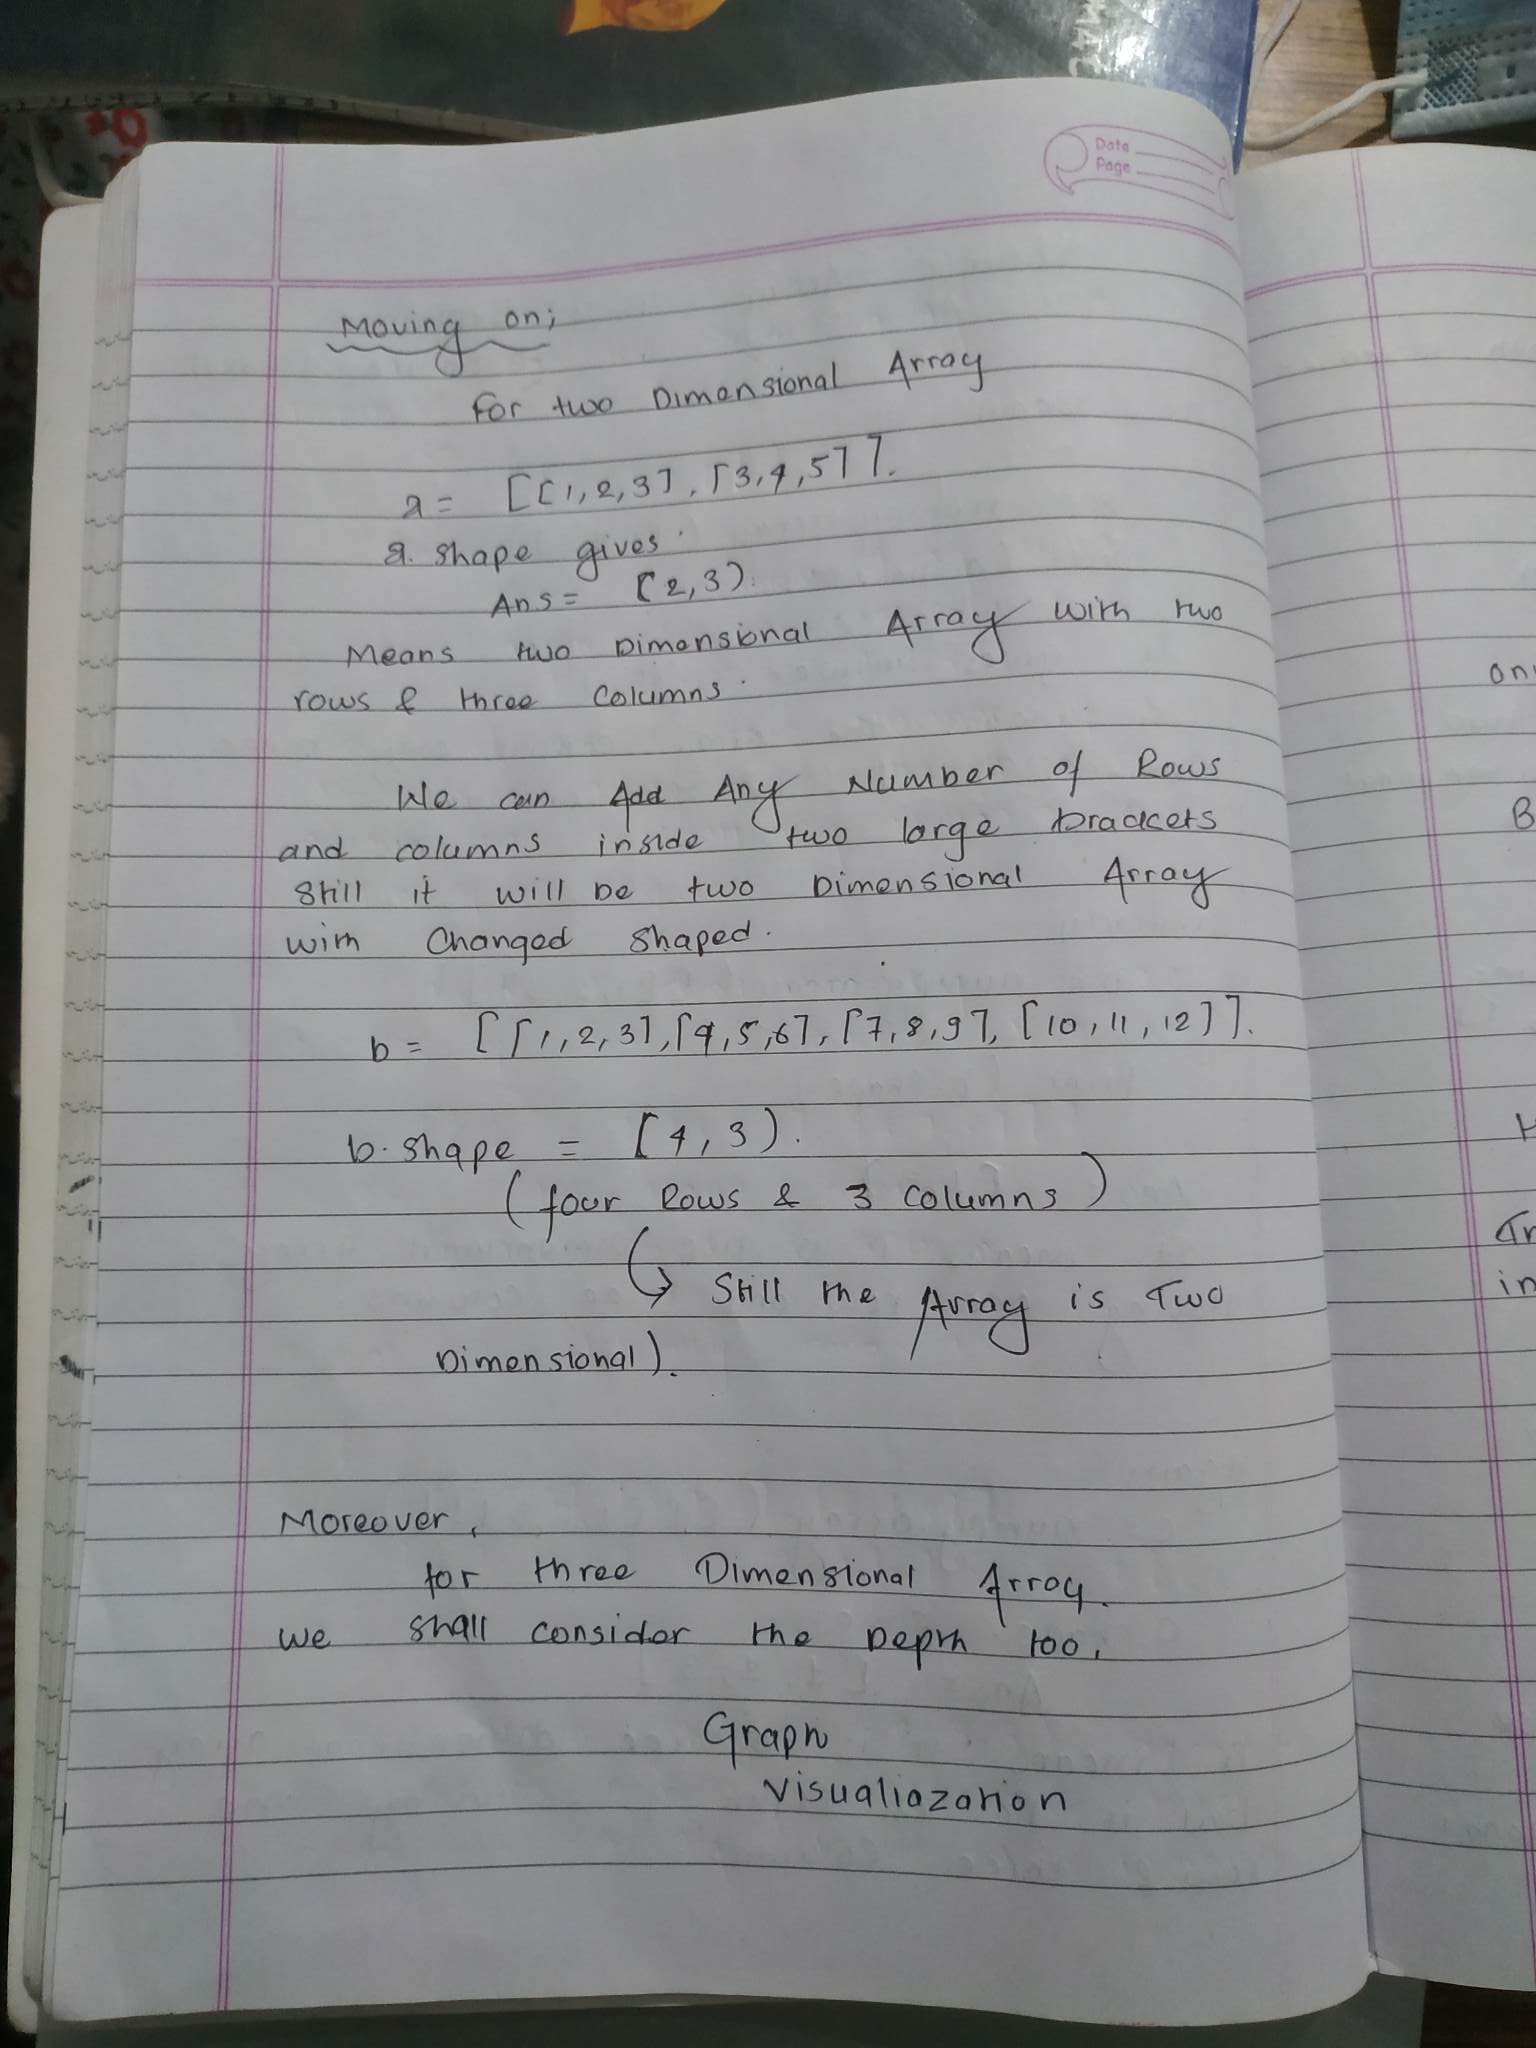 MA
Date
Page
Moving on;
For two Dimensional Array
a = [[1,2,3], [3,4,5]].
a. shape gives.
Ans = (2,3).
Means two Dimensional Array with two
rows & three columns.
We can Add Any Number of Rows
and columns inside two large brackets
Still it will be two Dimensional Array
with Changed Shaped.
b = [[1,2,3],[4,5,6],[7,8,9],[10,11,12]].
b. shape = [4,3).
(four Rows & 3 columns)
Still the Array is Two
Dimensional).
Moreover,
for three Dimensional Array.
we shall consider the Depth too.
Graph
visualiazation
B
in